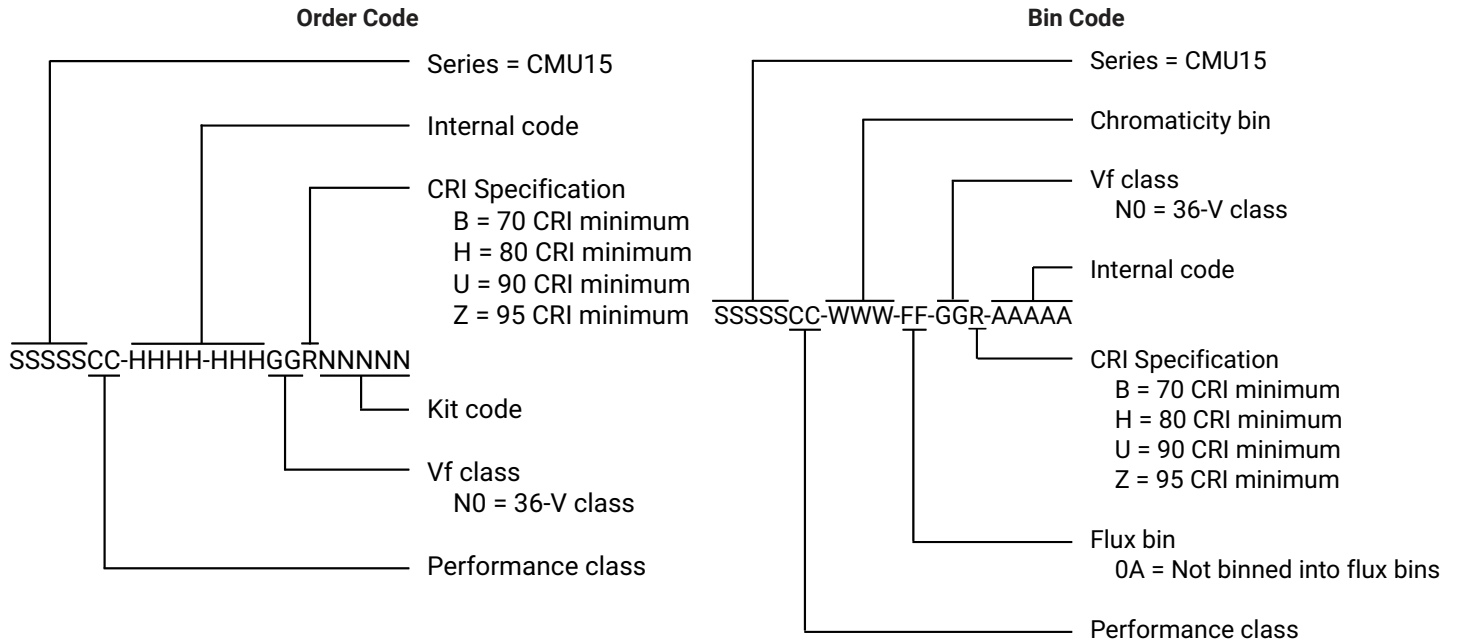 Order Code
Series = CMU15
Internal code
CRI Specification
B = 70 CRI minimum
H = 80 CRI minimum
U = 90 CRI minimum
Z = 95 CRI minimum
SSSSSCC-HHHH-HHHGGRNNNNN
Kit code
Vf class
N0 = 36-V class
Performance class
Bin Code
Series = CMU15
Chromaticity bin
Vf class
N0 = 36-V class
Internal code
SSSSSCC-WWW-FF-GGR-AAAAA
CRI Specification
B = 70 CRI minimum
H = 80 CRI minimum
U = 90 CRI minimum
Z = 95 CRI minimum
Flux bin
0A = Not binned into flux bins
Performance class